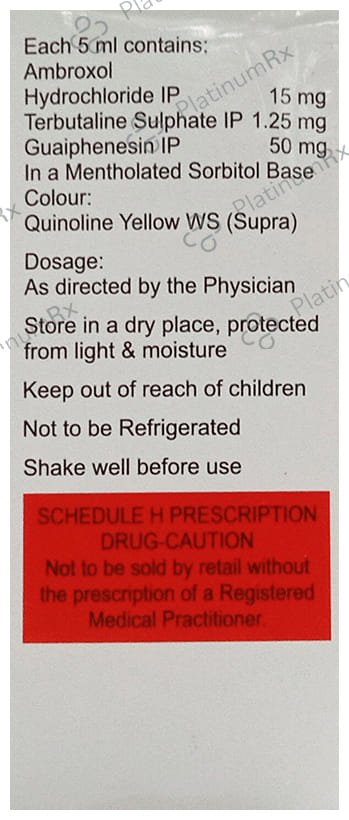 Each 5 ml contains:
Ambroxol
Hydrochloride IP 15 mg
Terbutaline Sulphate IP 1.25 mg
Guaiphenesin IP 50 mg
In a Mentholated Sorbitol Base
Colour:
Quinoline Yellow WS (Supra)
Dosage:
As directed by the Physician
Store in a dry place, protected
from light & moisture
Keep out of reach of children
Not to be Refrigerated
Shake well before use
SCHEDULE H PRESCRIPTION
DRUG-CAUTION
Not to be sold by retail without
the prescription of a Registered
Medical Practitioner.
PlatinumRx
PlatinumRx